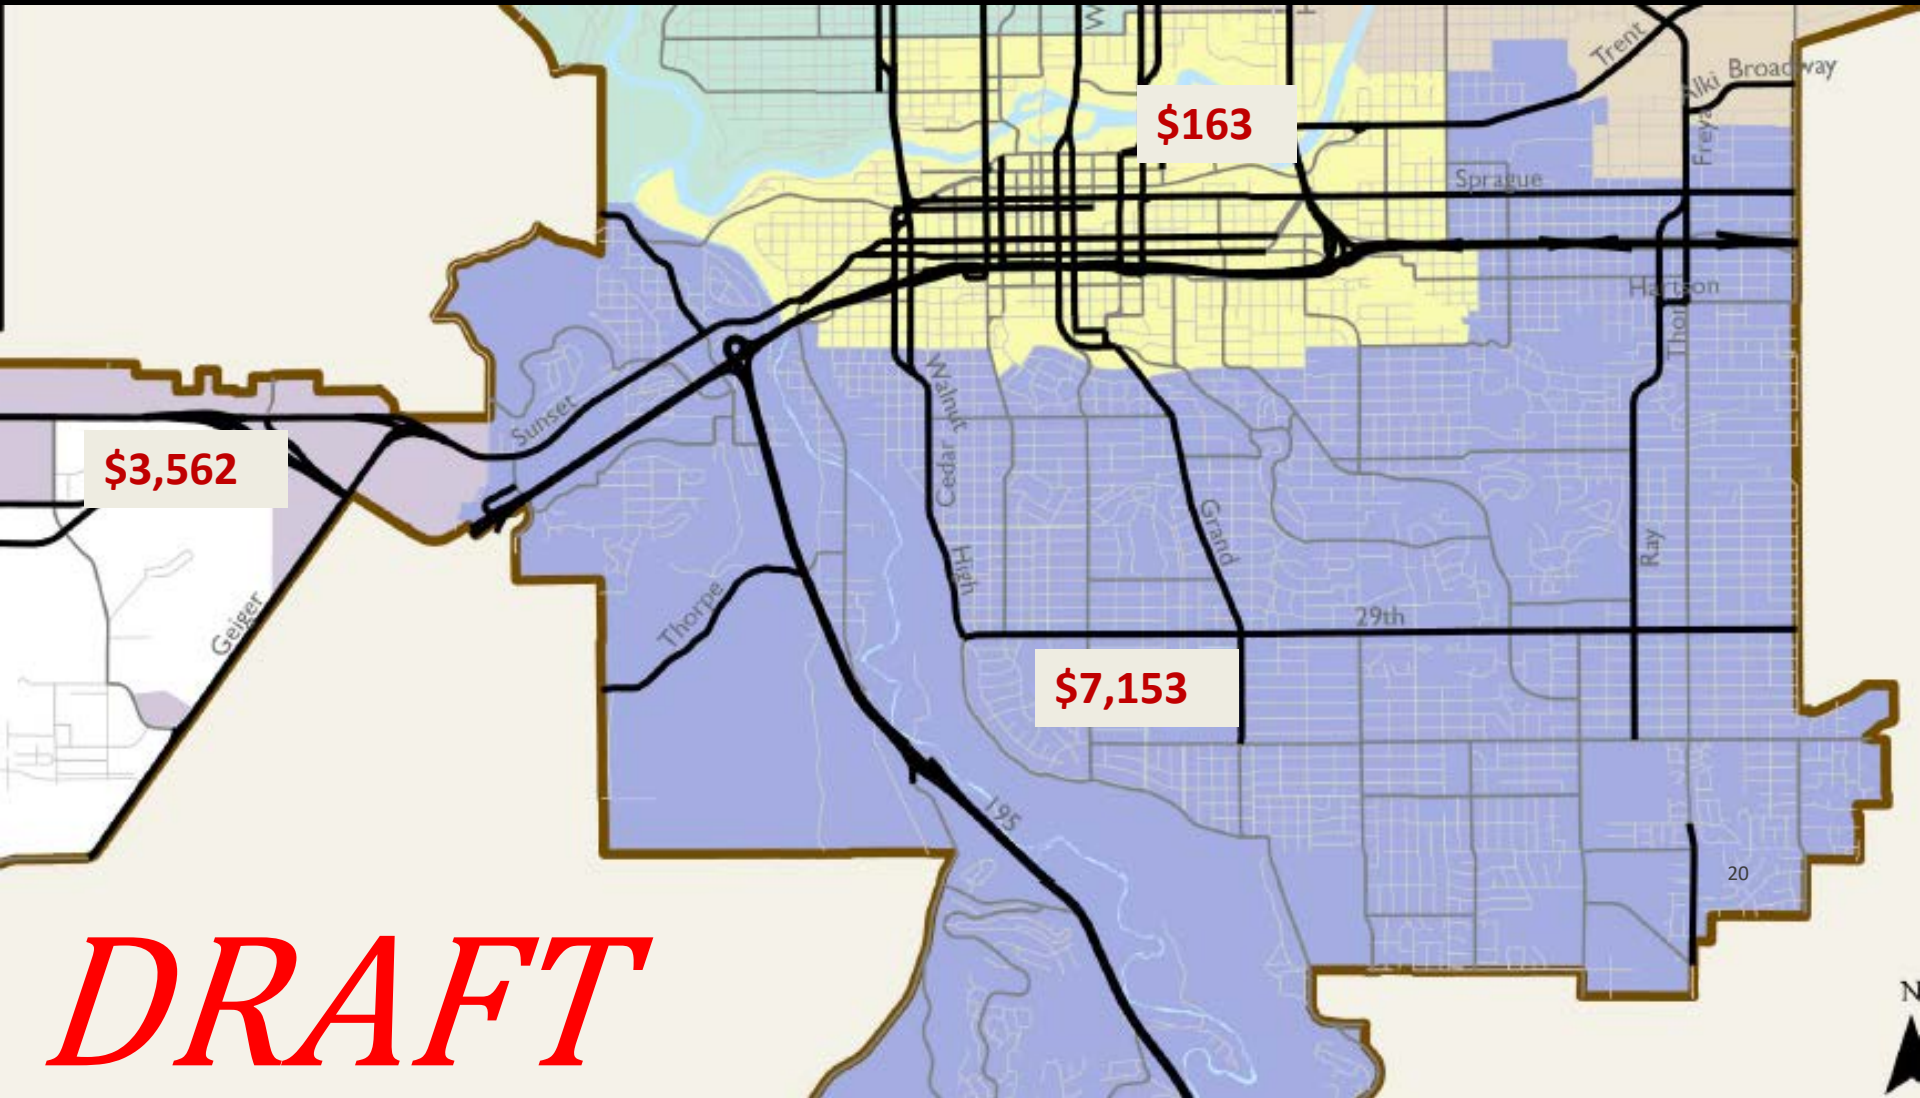 Trent
Alki
Broadway
$163
Freya
Sprague
Hartson
Thor
Walnut
Sunset
$3,562
Cedar
Grand
High
Ray
Thorpe
Geiger
29th
$7,153
195
20
DRAFT
N